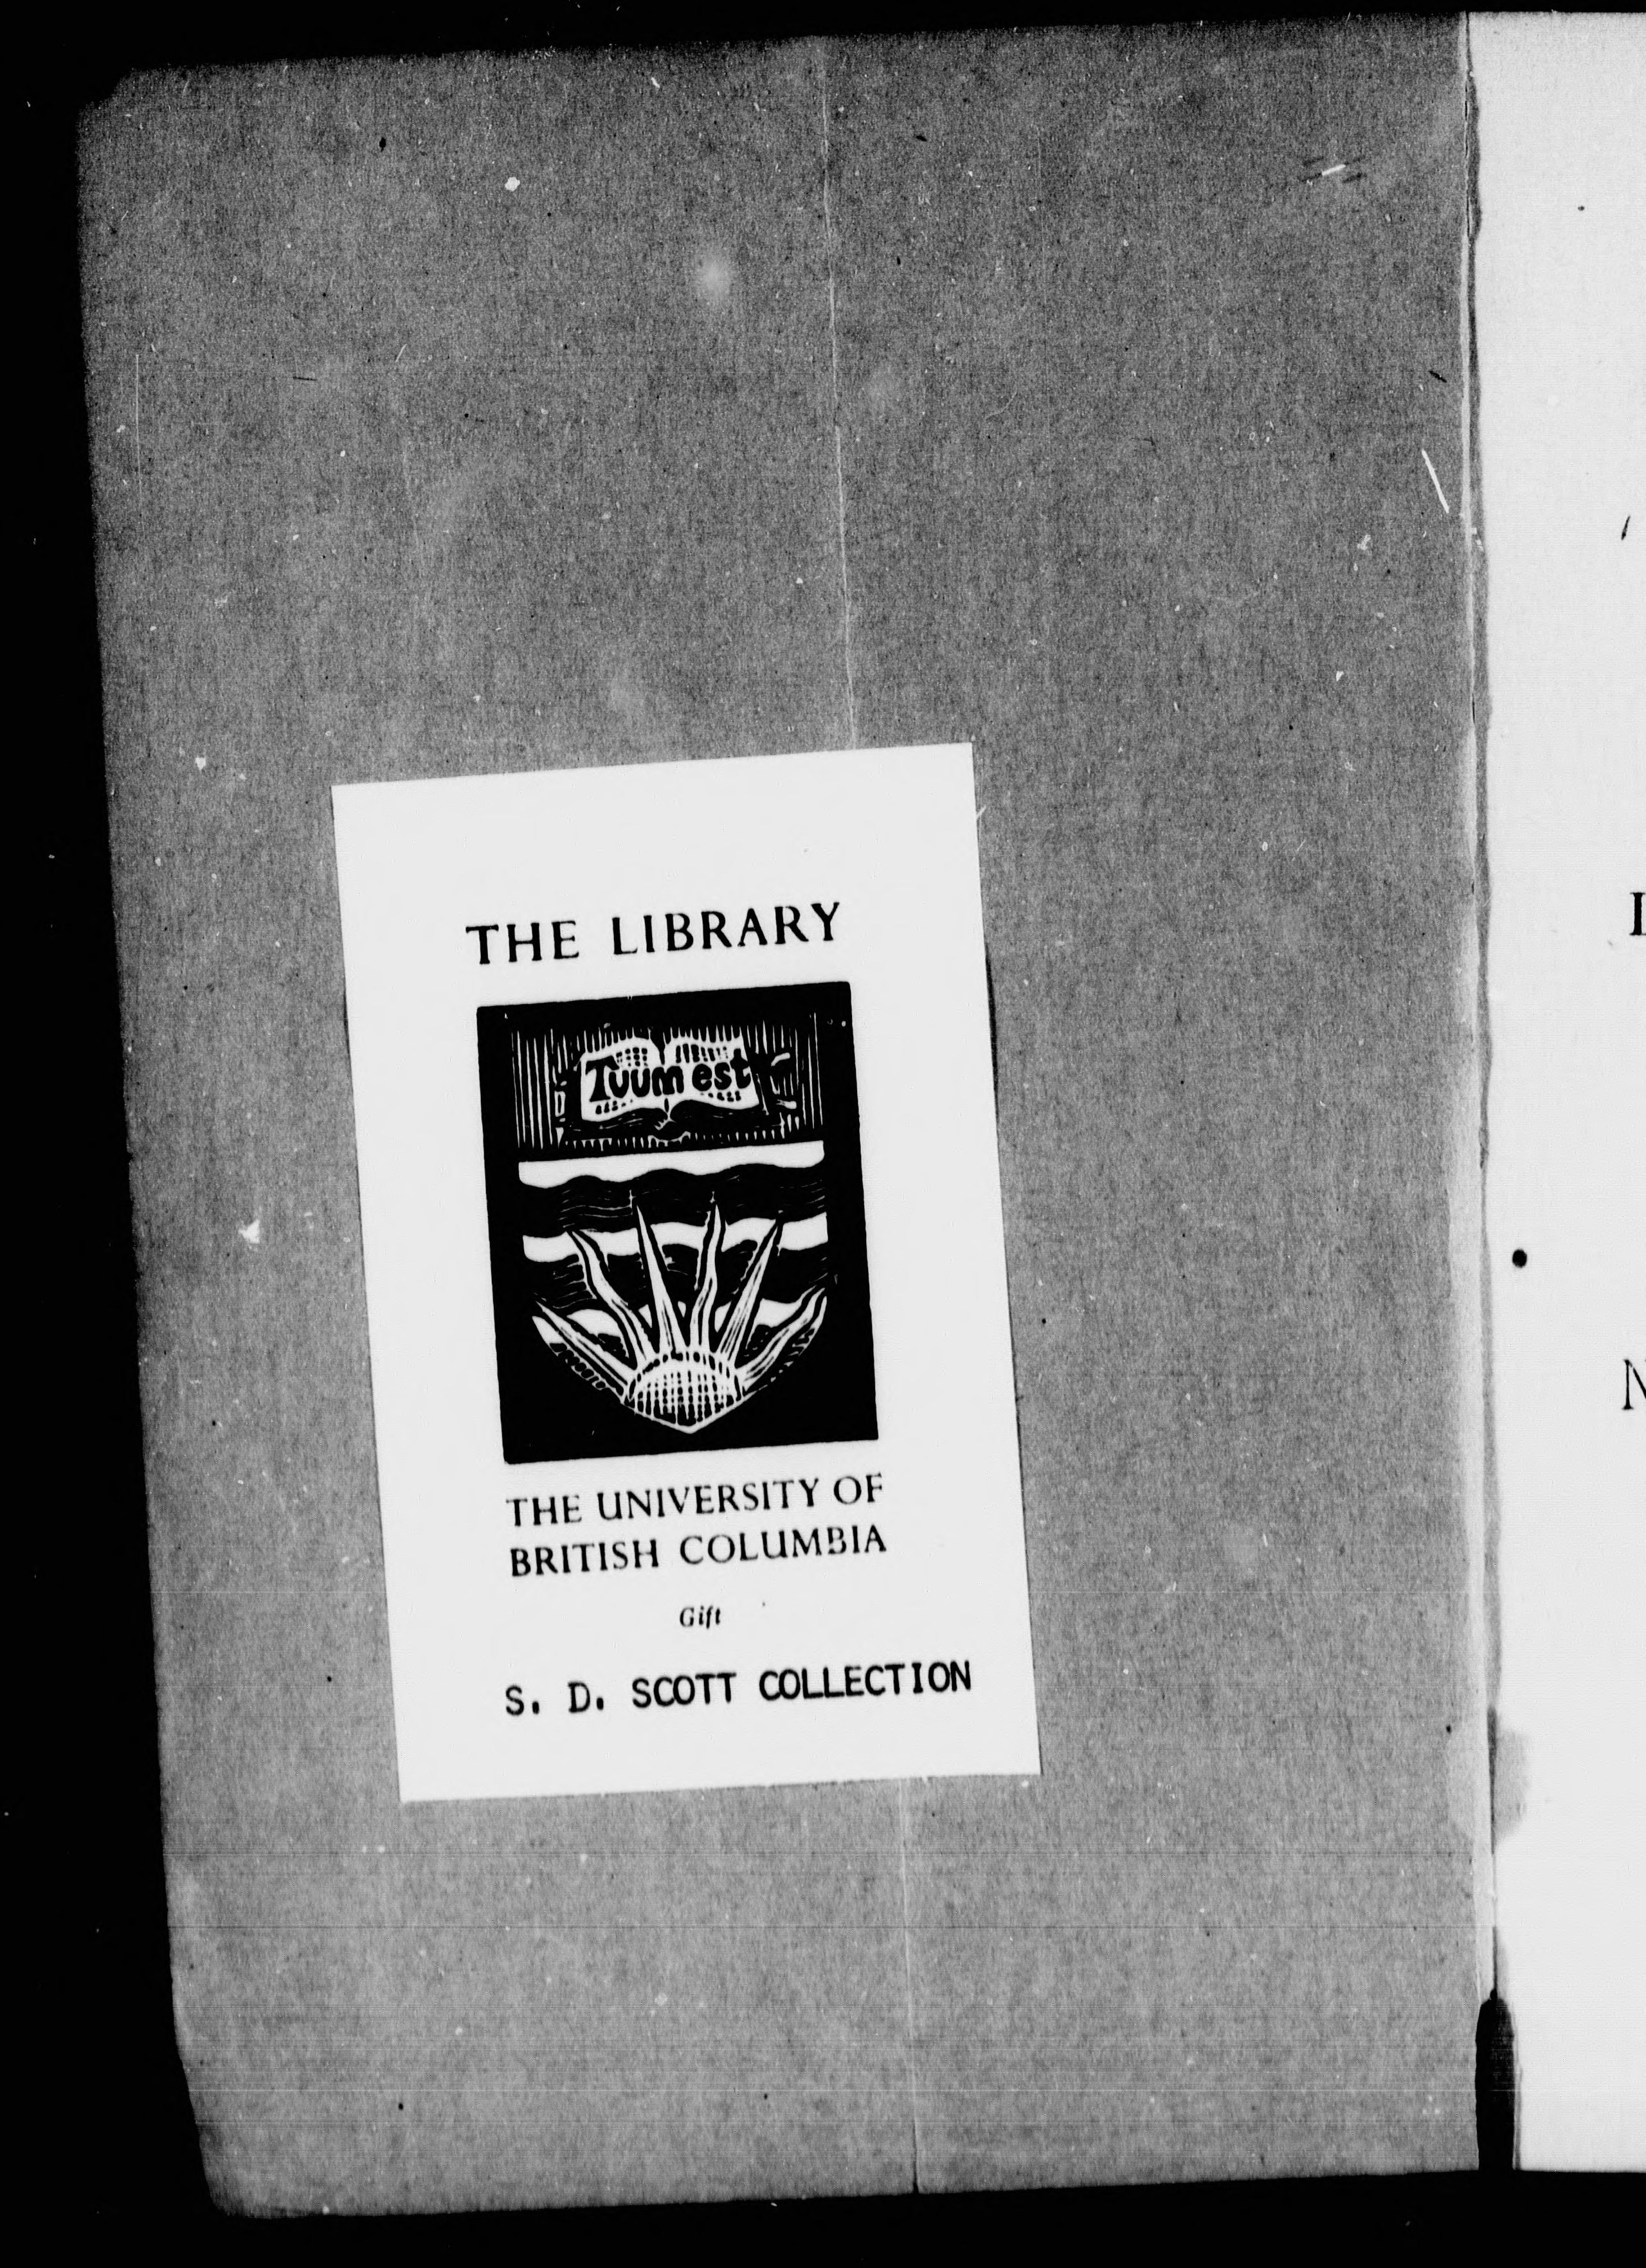 THE LIBRARY
Tuum est
THE UNIVERSITY OF
BRITISH COLUMBIA
Gift
S. D. SCOTT COLLECTION